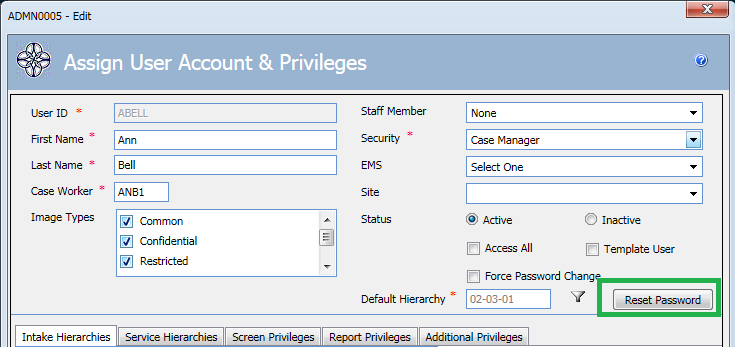 ADMN0005 - Edit
Assign User Account & Privileges
?
User ID * ABELL
Staff Member None
First Name * Ann
Security * Case Manager
Last Name * Bell
EMS Select One
Case Worker * ANB1
Site
Image Types
Common
Confidential
Restricted
Status Active Inactive
Access All Template User
Force Password Change
Default Hierarchy * 02-03-01 Reset Password
Intake Hierarchies Service Hierarchies Screen Privileges Report Privileges Additional Privileges